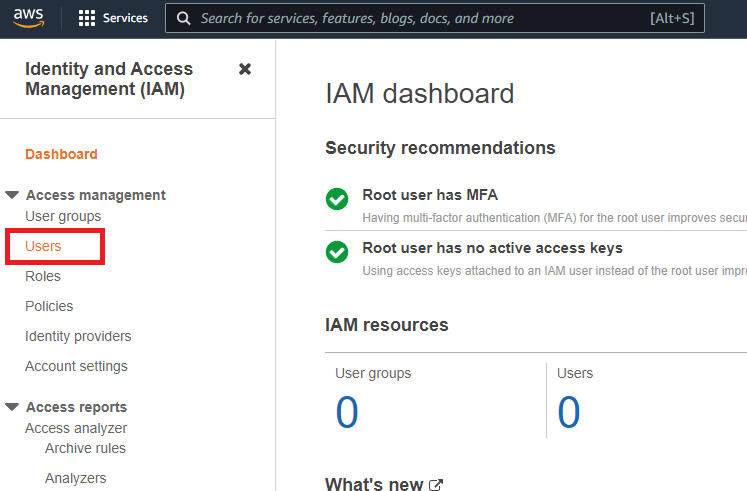 aws
Services
Search for services, features, blogs, docs, and more
[Alt+S]
Identity and Access
Management (IAM)
Dashboard
Access management
User groups
Users
Roles
Policies
Identity providers
Account settings
Access reports
Access analyzer
Archive rules
Analyzers
IAM dashboard
Security recommendations
Root user has MFA
Having multi-factor authentication (MFA) for the root user improves secu
Root user has no active access keys
Using access keys attached to an IAM user instead of the root user impre
IAM resources
User groups
0
Users
0
What's new